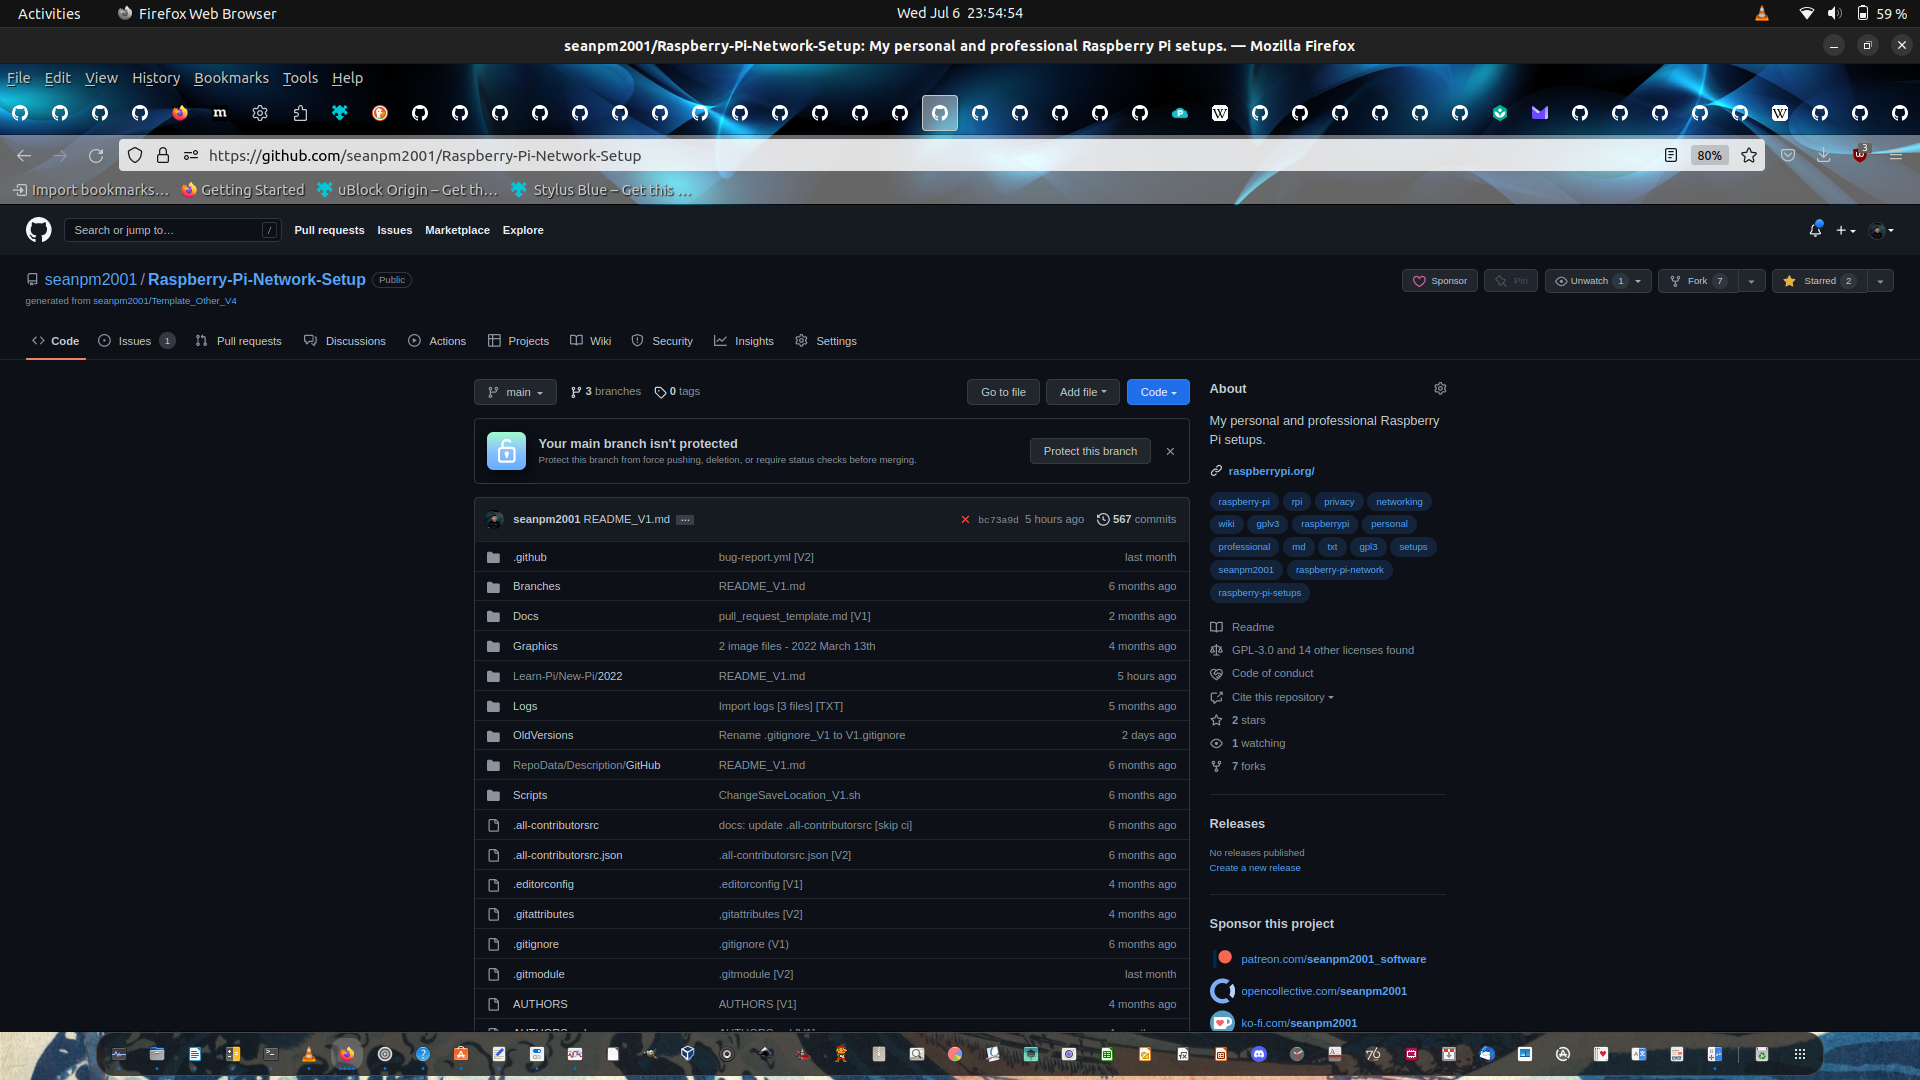 Activities Firefox Web Browser Wed Jul 6 23:54:54 59 %
seanpm2001/Raspberry-Pi-Network-Setup: My personal and professional Raspberry Pi setups. — Mozilla Firefox
File Edit View History Bookmarks Tools Help
https://github.com/seanpm2001/Raspberry-Pi-Network-Setup 80% 3
Import bookmarks… Getting Started uBlock Origin – Get th… Stylus Blue – Get this …
Search or jump to… / Pull requests Issues Marketplace Explore
seanpm2001 / Raspberry-Pi-Network-Setup Public
generated from seanpm2001/Template_Other_V4
Sponsor Pin Unwatch 1 Fork 7 Starred 2
Code Issues 1 Pull requests Discussions Actions Projects Wiki Security Insights Settings
main 3 branches 0 tags Go to file Add file Code
Your main branch isn't protected
Protect this branch from force pushing, deletion, or require status checks before merging.
Protect this branch
seanpm2001 README_V1.md … bc73a9d 5 hours ago 567 commits
.github bug-report.yml [V2] last month
Branches README_V1.md 6 months ago
Docs pull_request_template.md [V1] 2 months ago
Graphics 2 image files - 2022 March 13th 4 months ago
Learn-Pi/New-Pi/2022 README_V1.md 5 hours ago
Logs Import logs [3 files] [TXT] 5 months ago
OldVersions Rename .gitignore_V1 to V1.gitignore 2 days ago
RepoData/Description/GitHub README_V1.md 6 months ago
Scripts ChangeSaveLocation_V1.sh 6 months ago
.all-contributorsrc docs: update .all-contributorsrc [skip ci] 6 months ago
.all-contributorsrc.json .all-contributorsrc.json [V2] 6 months ago
.editorconfig .editorconfig [V1] 4 months ago
.gitattributes ,gitattributes [V2] 4 months ago
.gitignore .gitignore (V1) 6 months ago
.gitmodule .gitmodule [V2] last month
AUTHORS AUTHORS [V1] 4 months ago
About
My personal and professional Raspberry
Pi setups.
raspberrypi.org/
raspberry-pi rpi privacy networking
wiki gplv3 raspberrypi personal
professional md txt gpl3 setups
seanpm2001 raspberry-pi-network
raspberry-pi-setups
Readme
GPL-3.0 and 14 other licenses found
Code of conduct
Cite this repository
2 stars
1 watching
7 forks
Releases
No releases published
Create a new release
Sponsor this project
patreon.com/seanpm2001_software
opencollective.com/seanpm2001
ko-fi.com/seanpm2001